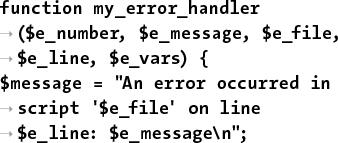 function my_error_handler
→ ($e_number, $e_message, $e_file,
→ $e_line, $e_vars) {
$message = "An error occurred in
→ script '$e_file' on line
→ $e_line: $e_message\n";